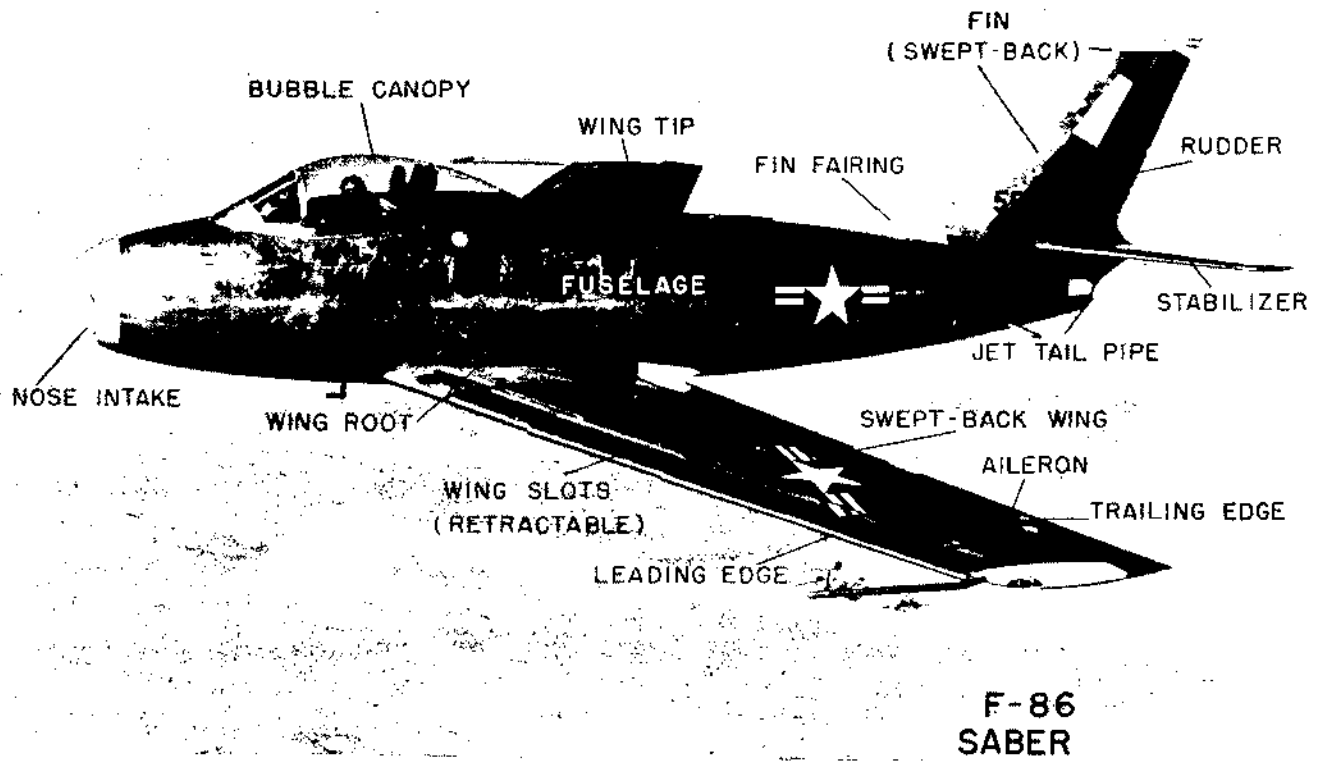 FIN
(SWEPT-BACK)
BUBBLE CANOPY
WING TIP
RUDDER
FIN FAIRING
FUSELAGE
STABILIZER
JET TAIL PIPE
NOSE INTAKE
WING ROOT
SWEPT-BACK WING
AILERON
WING SLOTS
(RETRACTABLE)
TRAILING EDGE
LEADING EDGE
F-86
SABER